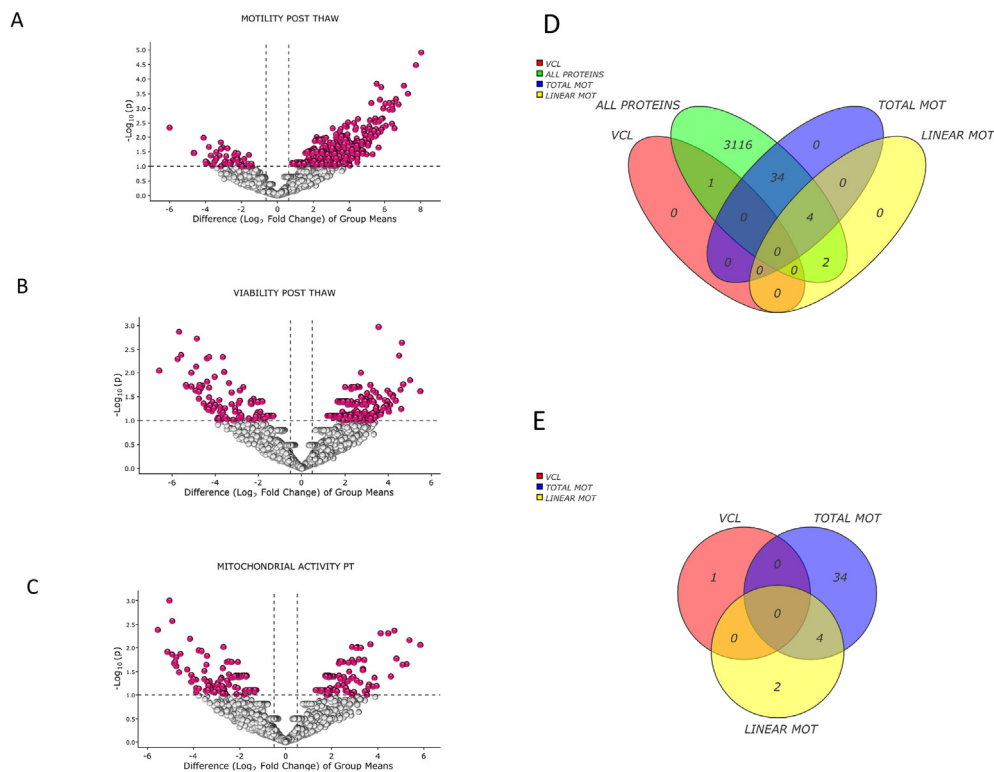 A
MOTILITY POST THAW
5.0
4.5
4.0
3.5
3.0
2.5
2.0
1.5
1.0
0.5
0.0
-Log10(p)
-6 -4 -2 0 2 4 6 8
Difference (Log2 Fold Change) of Group Means
B
VIABILITY POST THAW
3.0
2.5
2.0
1.5
1.0
0.5
0.0
-Log10(p)
-6 -4 -2 0 2 4 6
Difference (Log2 Fold Change) of Group Means
C
MITOCHONDRIAL ACTIVITY PT
3.0
2.5
2.0
1.5
1.0
0.5
0.0
-Log10(p)
-6 -4 -2 0 2 4 6
Difference (Log2 Fold Change) of Group Means
D
VCL
ALL PROTEINS
TOTAL MOT
LINEAR MOT
ALL PROTEINS TOTAL MOT
VCL LINEAR MOT
3116 0
1 34 0
0 0 4 0
0
0 0 0 2
0
E
VCL
TOTAL MOT
LINEAR MOT
VCL TOTAL MOT
0
1 34
0
0 4
2
LINEAR MOT